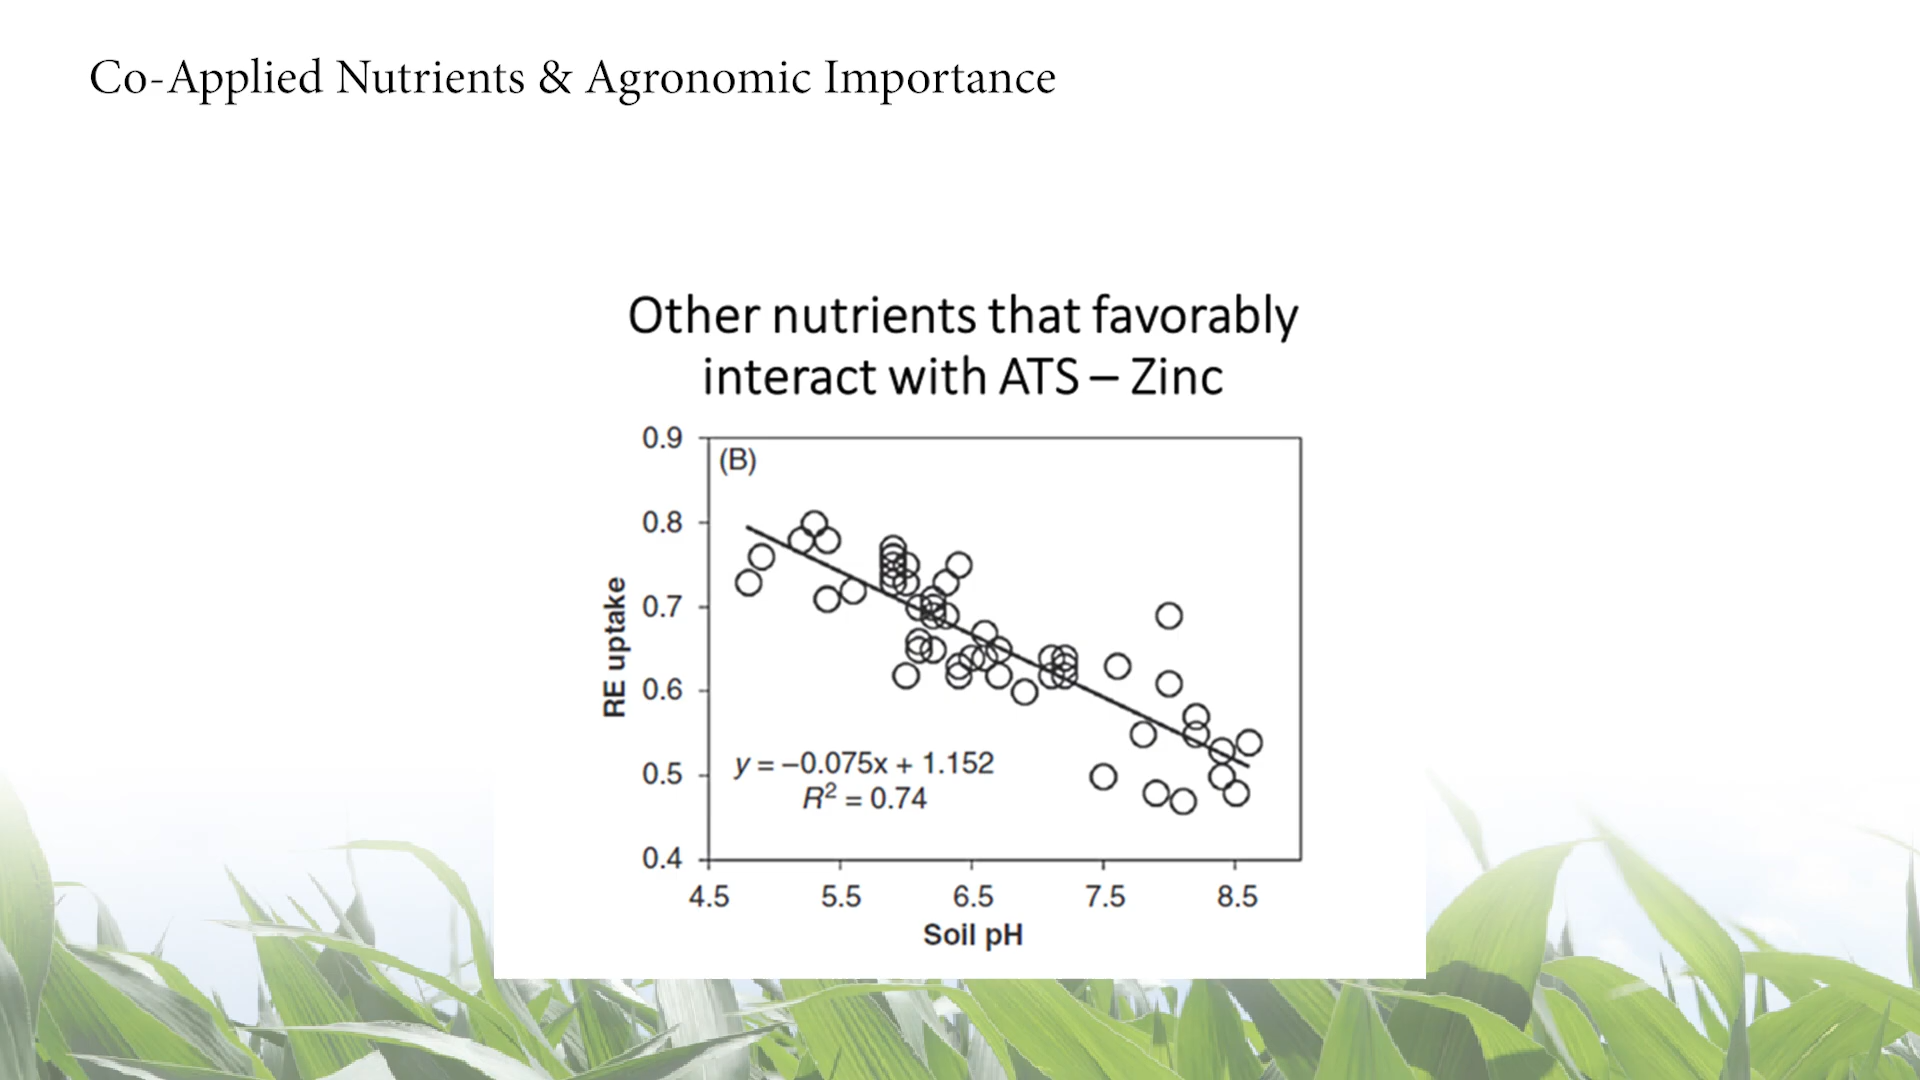 Co-Applied Nutrients & Agronomic Importance
Other nutrients that favorably
interact with ATS – Zinc
0.9
(B)
0.8
0.7
0.6
0.5
0.4
RE uptake
y = −0.075x + 1.152
R² = 0.74
4.5 5.5 6.5 7.5 8.5
Soil pH